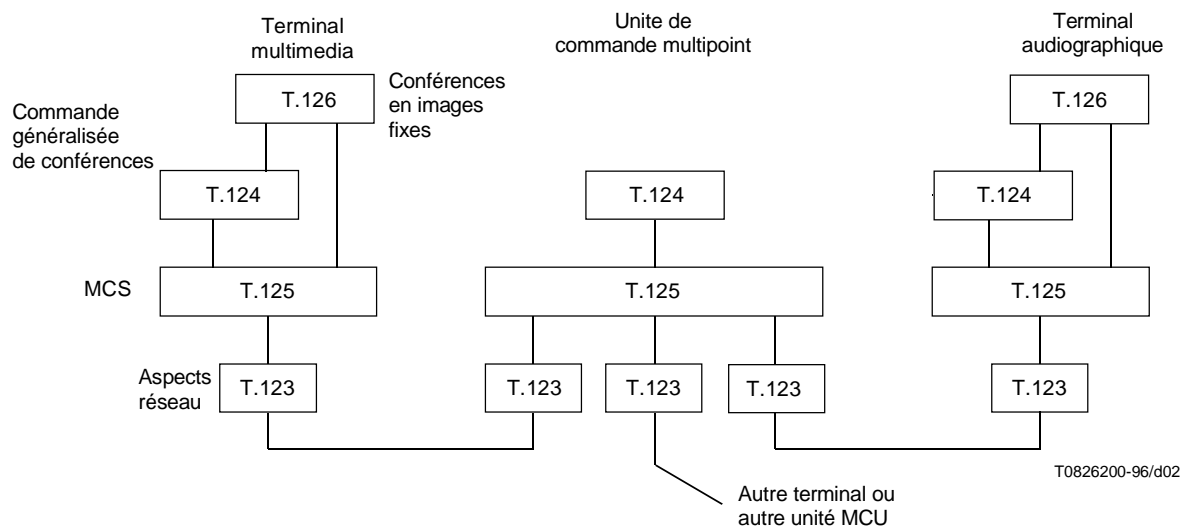 Terminal
multimedia
Unite de
commande multipoint
Terminal
audiographique
T.126
Conférences
en images
fixes
T.126
Commande
généralisée
de conférences
T.124
T.124
T.124
MCS
T.125
T.125
T.125
Aspects
réseau
T.123
T.123
T.123
T.123
T.123
T0826200-96/d02
Autre terminal ou
autre unité MCU